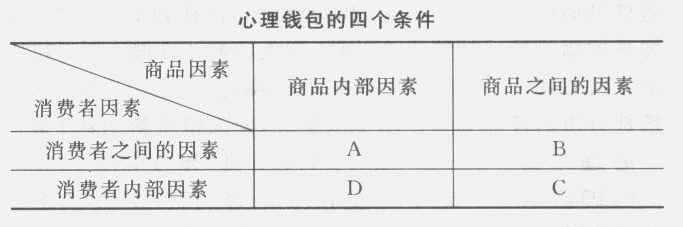 心理钱包的四个条件
商品因素
消费者因素
商品内部因素
商品之间的因素
消费者之间的因素 A B
消费者内部因素 D C